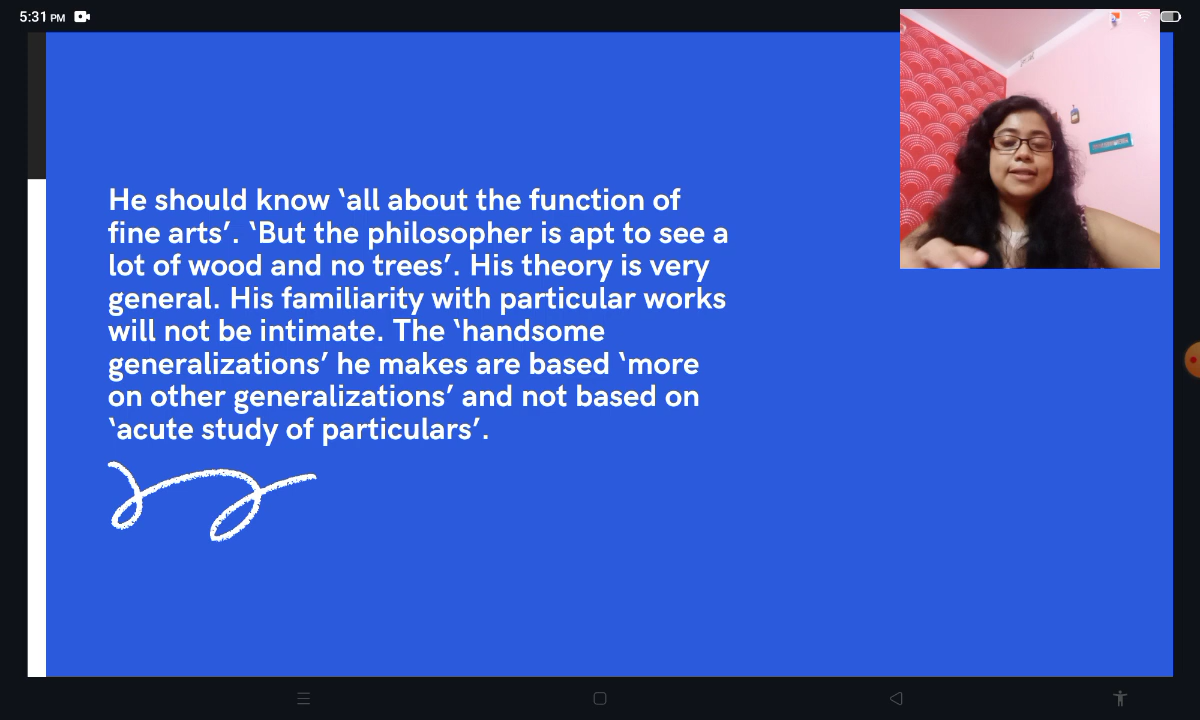 5:31 PM
He should know ‘all about the function of
fine arts’. ‘But the philosopher is apt to see a
lot of wood and no trees’. His theory is very
general. His familiarity with particular works
will not be intimate. The ‘handsome
generalizations’ he makes are based ‘more
on other generalizations’ and not based on
‘acute study of particulars’.